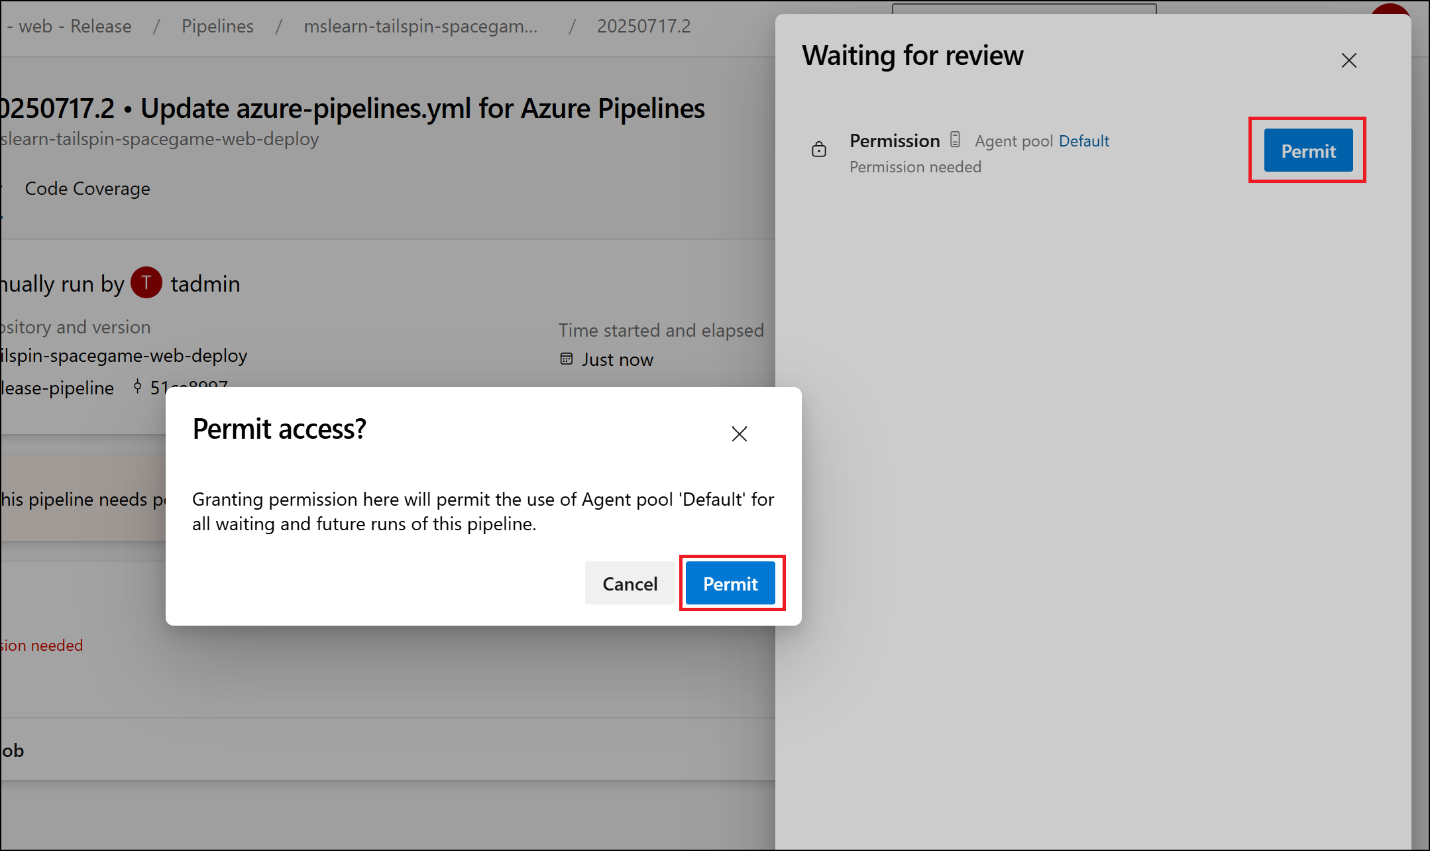 - web - Release / Pipelines / mslearn-tailspin-spacegam... / 20250717.2
20250717.2 • Update azure-pipelines.yml for Azure Pipelines
slearn-tailspin-spacegame-web-deploy
Code Coverage
nually run by T tadmin
ository and version
Time started and elapsed
ilspin-spacegame-web-deploy
Just now
lease-pipeline
his pipeline needs
sion needed
ob
Waiting for review
Permission Agent pool Default
Permission needed
Permit
Permit access?
Granting permission here will permit the use of Agent pool 'Default' for
all waiting and future runs of this pipeline.
Cancel Permit